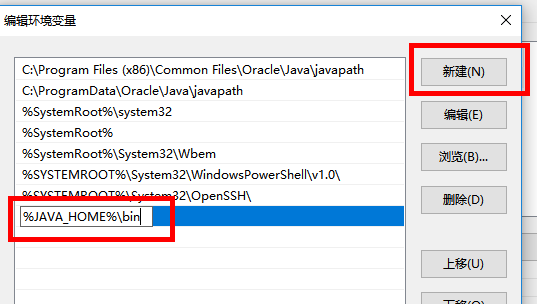 编辑环境变量
C:\Program Files (x86)\Common Files\Oracle\Java\javapath
C:\ProgramData\Oracle\Java\javapath
%SystemRoot%\system32
%SystemRoot%
%SystemRoot%\System32\Wbem
%SYSTEMROOT%\System32\WindowsPowerShell\v1.0\
%SYSTEMROOT%\System32\OpenSSH\
%JAVA_HOME%\bin
新建(N)
编辑(E)
浏览(B)...
删除(D)
上移(U)